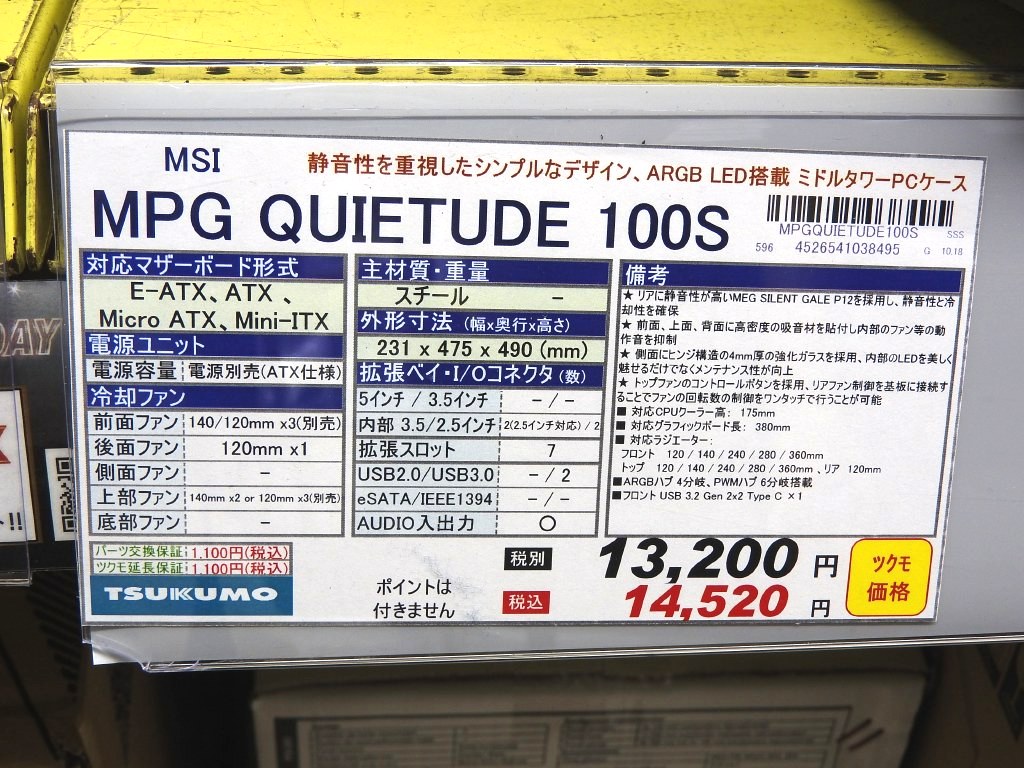 MSI
静音性を重視したシンプルなデザイン、ARGB LED搭載 ミドルタワーPCケース
MPG QUIETUDE 100S
MPGQUIETUDE100S SSS
596 4526541038495 G 10.18
対応マザーボード形式
E-ATX、ATX 、
Micro ATX、Mini-ITX
電源ユニット
電源容量 電源別売(ATX仕様)
冷却ファン
前面ファン 140/120mm x3(別売)
後面ファン 120mm x1
側面ファン -
上部ファン 140mm x2 or 120mm x3(別売)
底部ファン -
主材質・重量
スチール -
外形寸法 (幅x奥行x高さ)
231 x 475 x 490 (mm)
拡張ベイ・I/Oコネクタ (数)
5インチ / 3.5インチ - / -
内部 3.5/2.5インチ 2(2.5インチ対応) / 2
拡張スロット 7
USB2.0/USB3.0 - / 2
eSATA/IEEE1394 - / -
AUDIO入出力 〇
備考
★ リアに静音性が高いMEG SILENT GALE P12を採用し、静音性と冷
却性を確保
★ 前面、上面、背面に高密度の吸音材を貼付し内部のファン等の動
作音を抑制
★ 側面にヒンジ構造の4mm厚の強化ガラスを採用、内部のLEDを美しく
魅せるだけでなくメンテナンス性が向上
★ トップファンのコントロールボタンを採用、リアファン制御を基板に接続す
ることでファンの回転数の制御をワンタッチで行うことが可能
■ 対応CPUクーラー高: 175mm
■ 対応グラフィックボード長: 380mm
■ 対応ラジエーター:
フロント 120 / 140 / 240 / 280 / 360mm
トップ 120 / 140 / 240 / 280 / 360mm 、リア 120mm
■ARGBハブ 4分岐、PWMハブ 6分岐搭載
■フロント USB 3.2 Gen 2x2 Type C ×1
パーツ交換保証 1,100円(税込)
ツクモ延長保証 1,100円(税込)
TSUKUMO
ポイントは
付きません
税別 13,200 円
税込 14,520 円
ツクモ
価格
DAY
!!